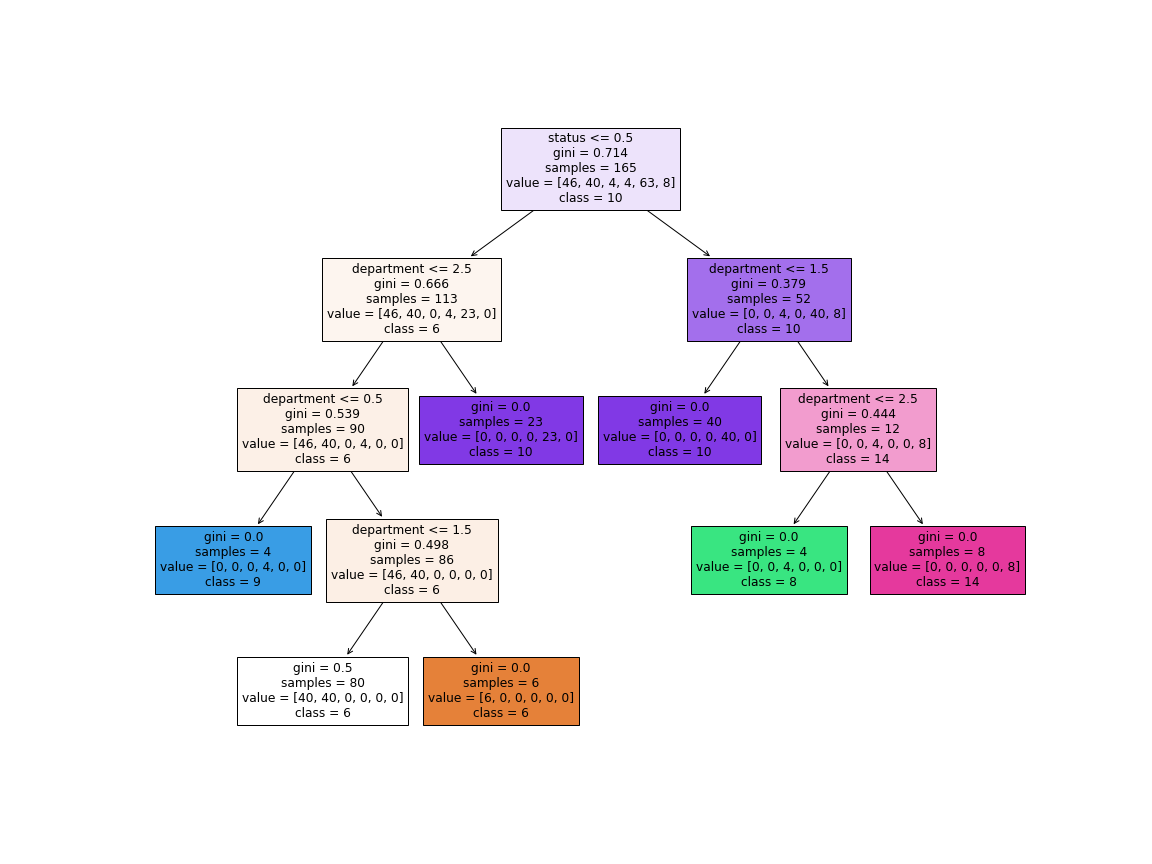 status <= 0.5
gini = 0.714
samples = 165
value = [46, 40, 4, 4, 63, 8]
class = 10
department <= 2.5
gini = 0.666
samples = 113
value = [46, 40, 0, 4, 23, 0]
class = 6
department <= 1.5
gini = 0.379
samples = 52
value = [0, 0, 4, 0, 40, 8]
class = 10
department <= 0.5
gini = 0.539
samples = 90
value = [46, 40, 0, 4, 0, 0]
class = 6
gini = 0.0
samples = 23
value = [0, 0, 0, 0, 23, 0]
class = 10
gini = 0.0
samples = 40
value = [0, 0, 0, 0, 40, 0]
class = 10
department <= 2.5
gini = 0.444
samples = 12
value = [0, 0, 4, 0, 0, 8]
class = 14
gini = 0.0
samples = 4
value = [0, 0, 0, 4, 0, 0]
class = 9
department <= 1.5
gini = 0.498
samples = 86
value = [46, 40, 0, 0, 0, 0]
class = 6
gini = 0.0
samples = 4
value = [0, 0, 4, 0, 0, 0]
class = 8
gini = 0.0
samples = 8
value = [0, 0, 0, 0, 0, 8]
class = 14
gini = 0.5
samples = 80
value = [40, 40, 0, 0, 0, 0]
class = 6
gini = 0.0
samples = 6
value = [6, 0, 0, 0, 0, 0]
class = 6